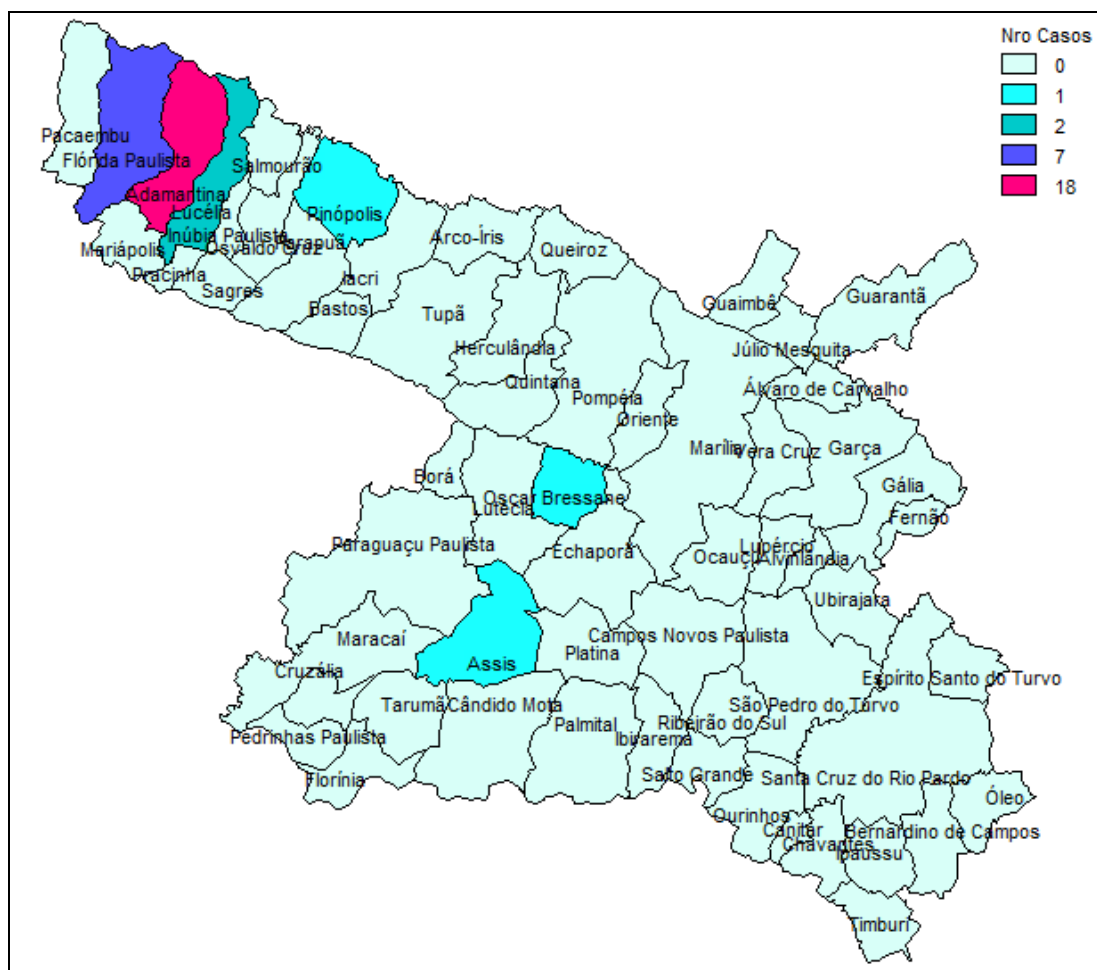 Nro Casos
0
1
2
7
18
Pacaembu
Flórida Paulista
Salmourão
Adamantina
Lucélia
Rinópolis
Inúbia Paulista
Osvaldo Cruz
Parapuã
Mariápolis
Pracinha
Sagres
Iacri
Bastos
Arco-Íris
Queiroz
Tupã
Herculândia
Quintana
Pompéia
Oriente
Guaimbê
Guarantã
Júlio Mesquita
Álvaro de Carvalho
Marília
Vera Cruz
Garça
Gália
Fernão
Borá
Oscar Bressane
Lutécia
Paraguaçu Paulista
Echaporã
Ocauçu
Lupércio
Alvinlândia
Ubirajara
Maracaí
Campos Novos Paulista
Platina
Assis
Cruzália
Espírito Santo do Turvo
Tarumã
Cândido Mota
São Pedro do Turvo
Palmital
Ribeirão do Sul
Ibirarema
Pedrinhas Paulista
Florínia
Salto Grande
Santa Cruz do Rio Pardo
Óleo
Ourinhos
Canitar
Bernardino de Campos
Chavantes
Ipaussu
Timburi